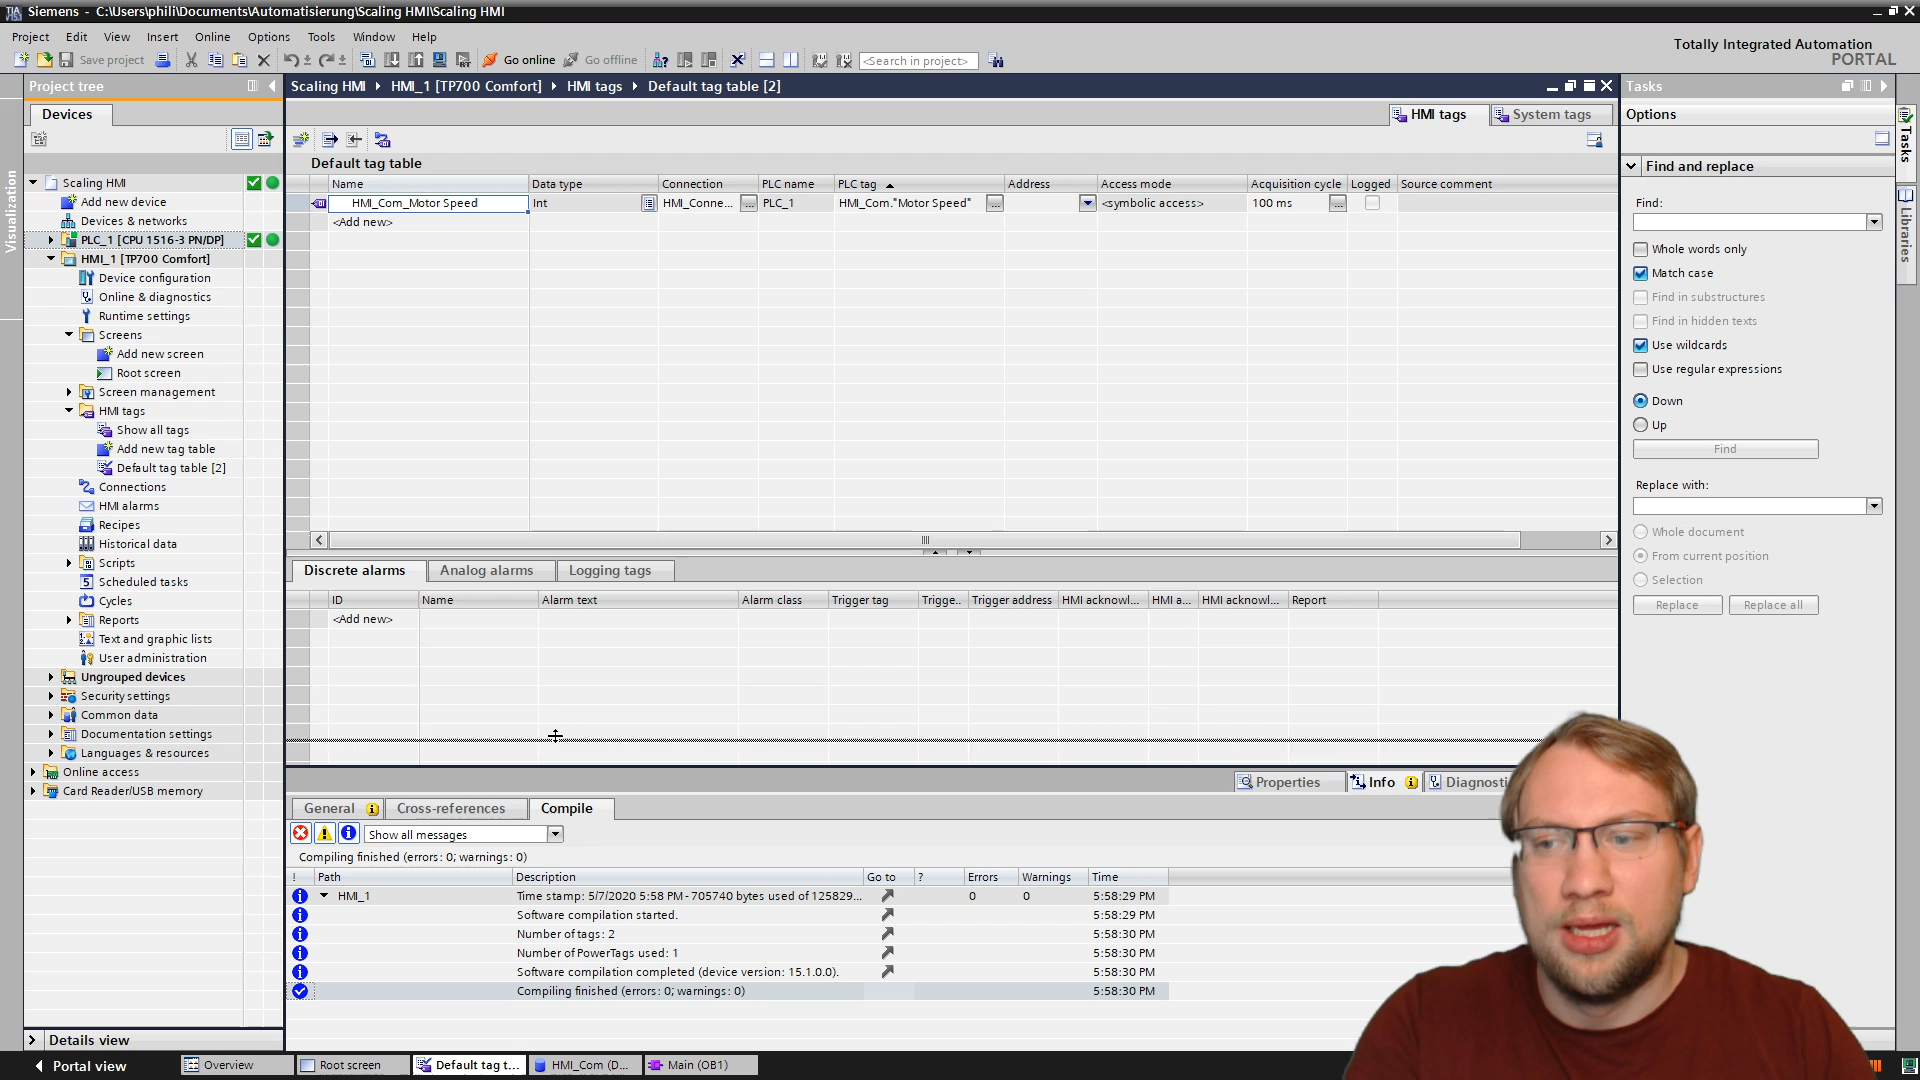 Siemens - C:\Users\phili\Documents\Automatisierung\Scaling HMI\Scaling HMI
Project Edit View Insert Online Options Tools Window Help
Totally Integrated Automation
PORTAL
Save project Go online Go offline <Search in project>
Project tree
Scaling HMI HMI_1 [TP700 Comfort] HMI tags Default tag table [2]
Tasks
Devices
HMI tags System tags
Options
Default tag table
Name Data type Connection PLC name PLC tag Address Access mode Acquisition cycle Logged Source comment
HMI_Com_Motor Speed Int HMI_Conne... PLC_1 HMI_Com."Motor Speed" <symbolic access> 100 ms
<Add new>
Visualization
Scaling HMI
Add new device
Devices & networks
PLC_1 [CPU 1516-3 PN/DP]
HMI_1 [TP700 Comfort]
Device configuration
Online & diagnostics
Runtime settings
Screens
Add new screen
Root screen
Screen management
HMI tags
Show all tags
Add new tag table
Default tag table [2]
Connections
HMI alarms
Recipes
Historical data
Scripts
Scheduled tasks
Cycles
Reports
Text and graphic lists
User administration
Ungrouped devices
Security settings
Common data
Documentation settings
Languages & resources
Online access
Card Reader/USB memory
Details view
Find and replace
Find:
Whole words only
Match case
Find in substructures
Find in hidden texts
Use wildcards
Use regular expressions
Down
Up
Find
Replace with:
Whole document
From current position
Selection
Replace Replace all
Tasks
Libraries
Discrete alarms Analog alarms Logging tags
ID Name Alarm text Alarm class Trigger tag Trigge.. Trigger address HMI acknowl... HMI a... HMI acknowl... Report
<Add new>
Properties Info Diagnosti
General Cross-references Compile
Show all messages
Compiling finished (errors: 0; warnings: 0)
! Path Description Go to ? Errors Warnings Time
HMI_1 Time stamp: 5/7/2020 5:58 PM - 705740 bytes used of 125829... 0 0 5:58:29 PM
Software compilation started. 5:58:29 PM
Number of tags: 2 5:58:30 PM
Number of PowerTags used: 1 5:58:30 PM
Software compilation completed (device version: 15.1.0.0). 5:58:30 PM
Compiling finished (errors: 0; warnings: 0) 5:58:30 PM
Portal view Overview Root screen Default tag t... HMI_Com (D... Main (OB1)